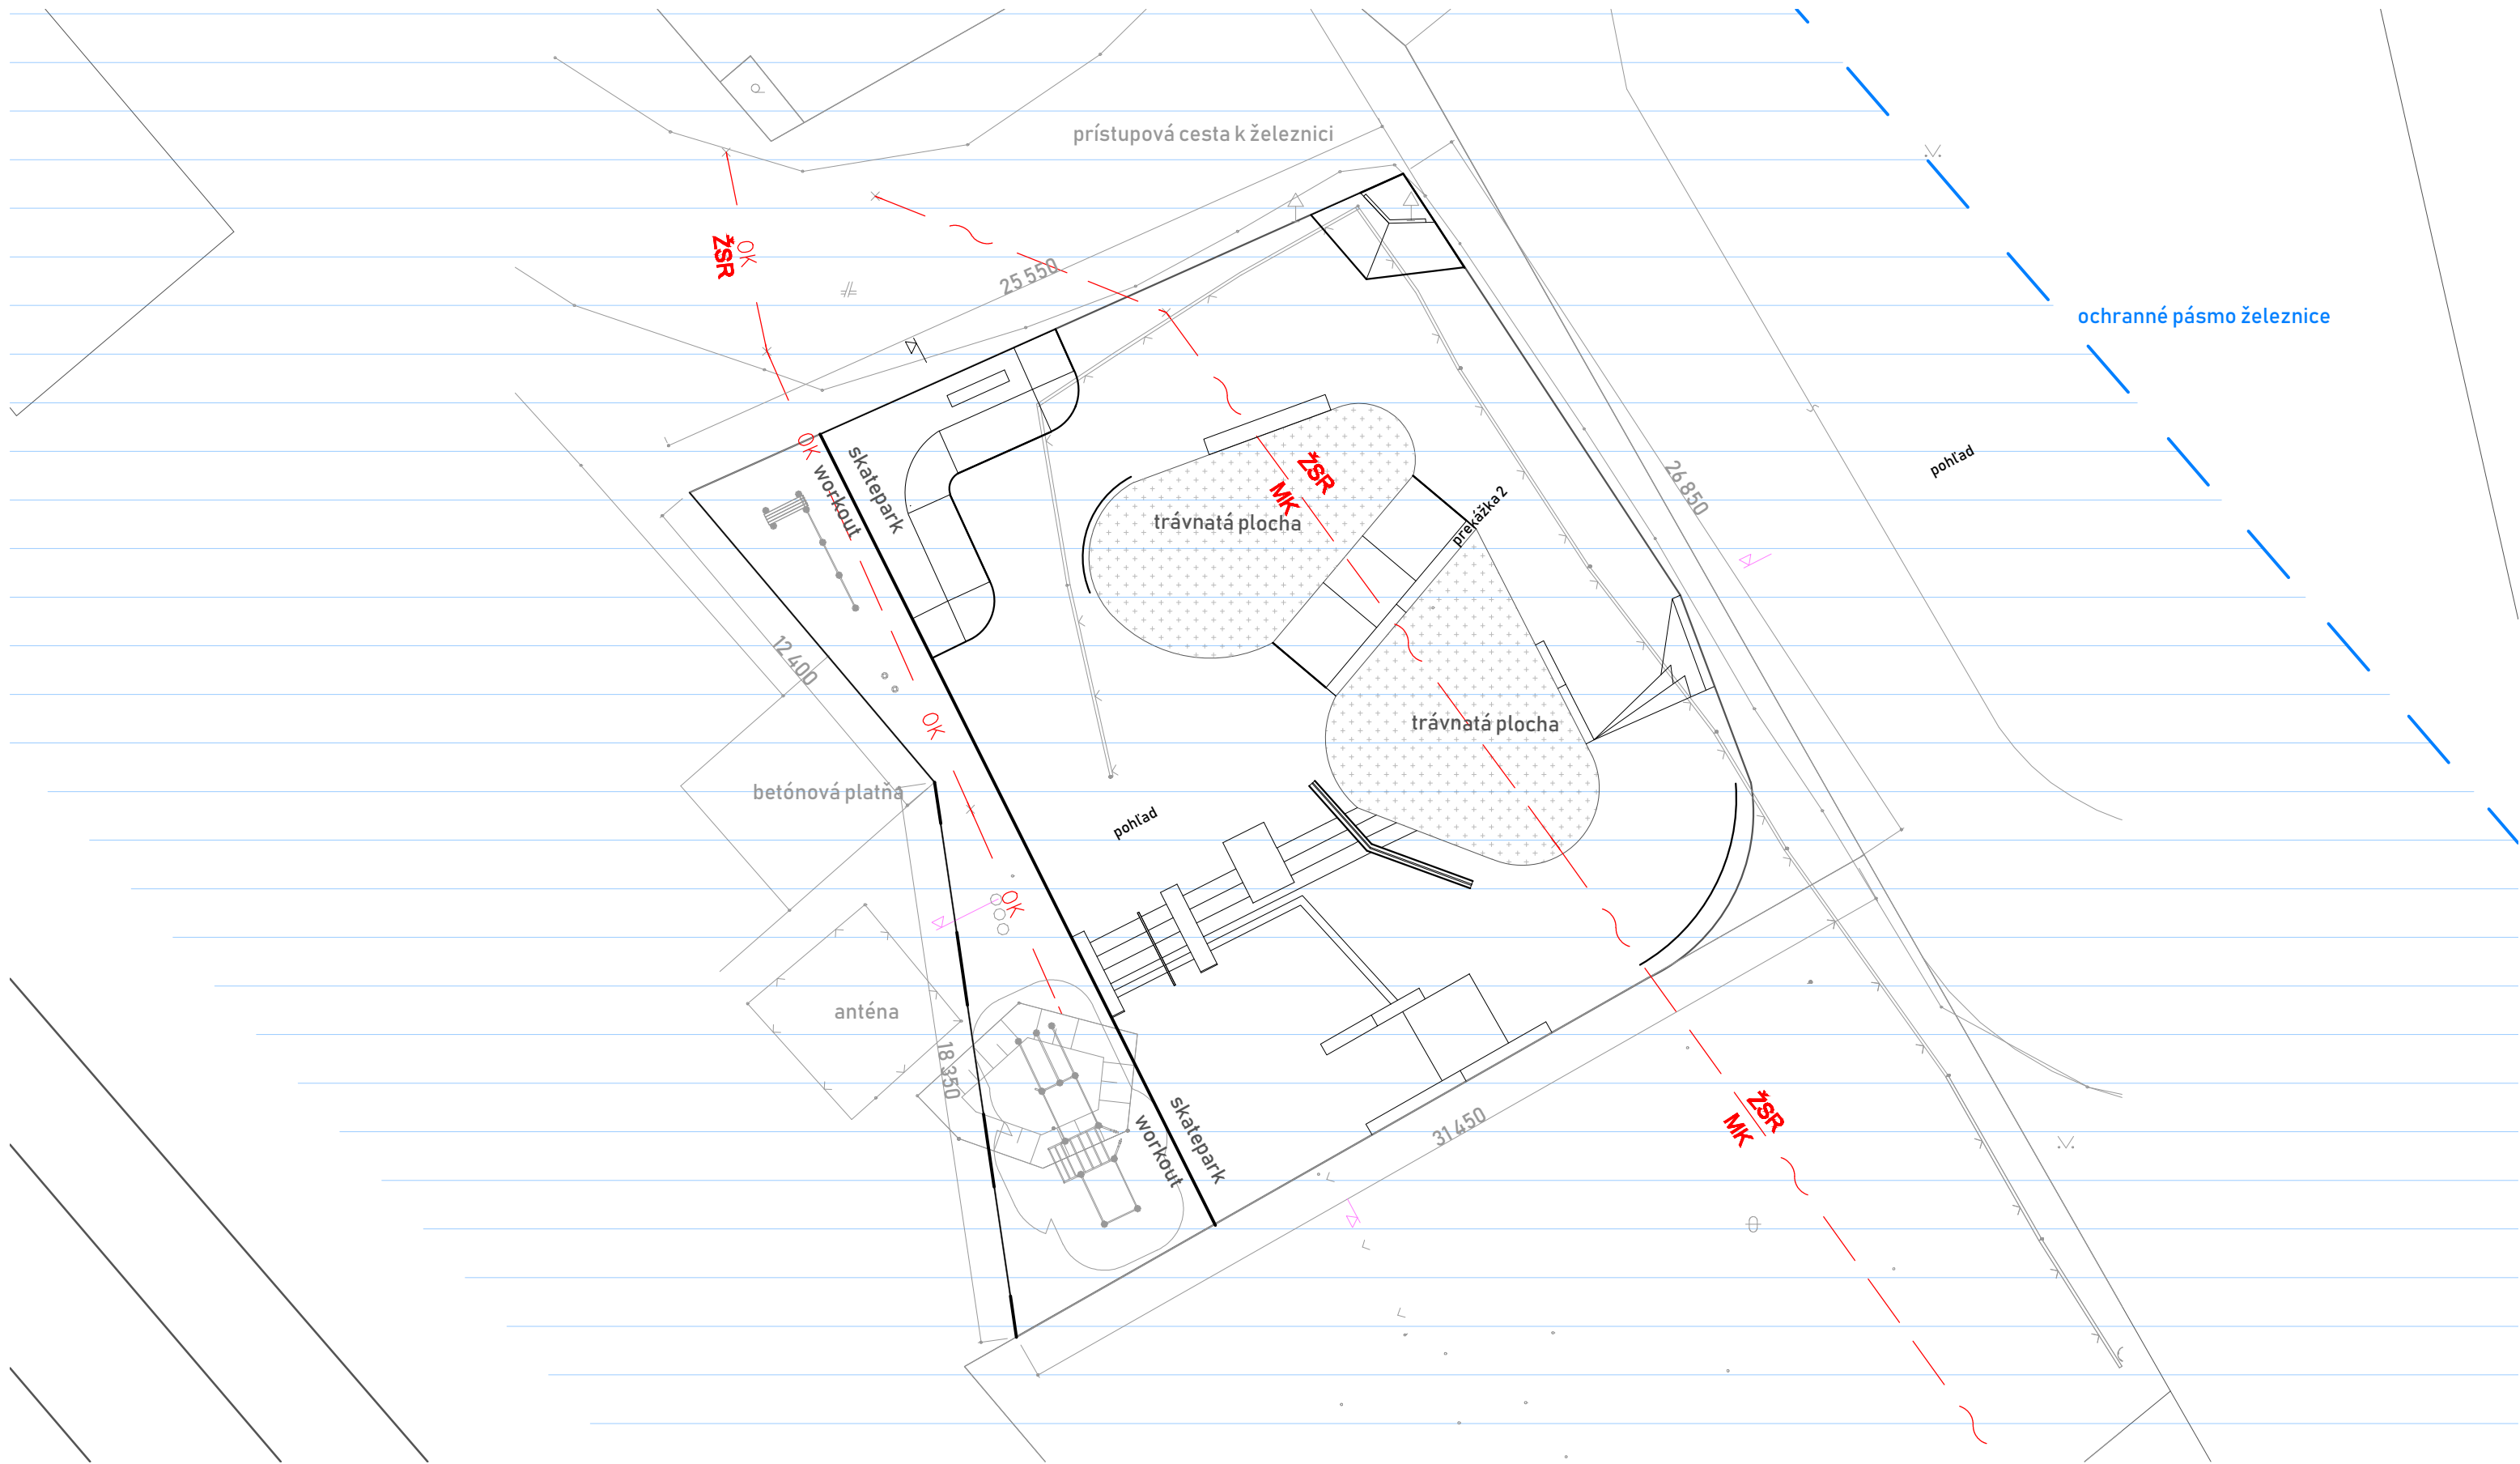 prístupová cesta k železnici
OK
ŽSR
25 550
ochranné pásmo železnice
OK
skatepark
workout
ŽSR
MK
26 850
pohľad
trávnatá plocha
prekážka 2
12 400
OK
trávnatá plocha
betónová platňa
pohľad
OK
anténa
18 350
skatepark
workout
31 450
ŽSR
MK